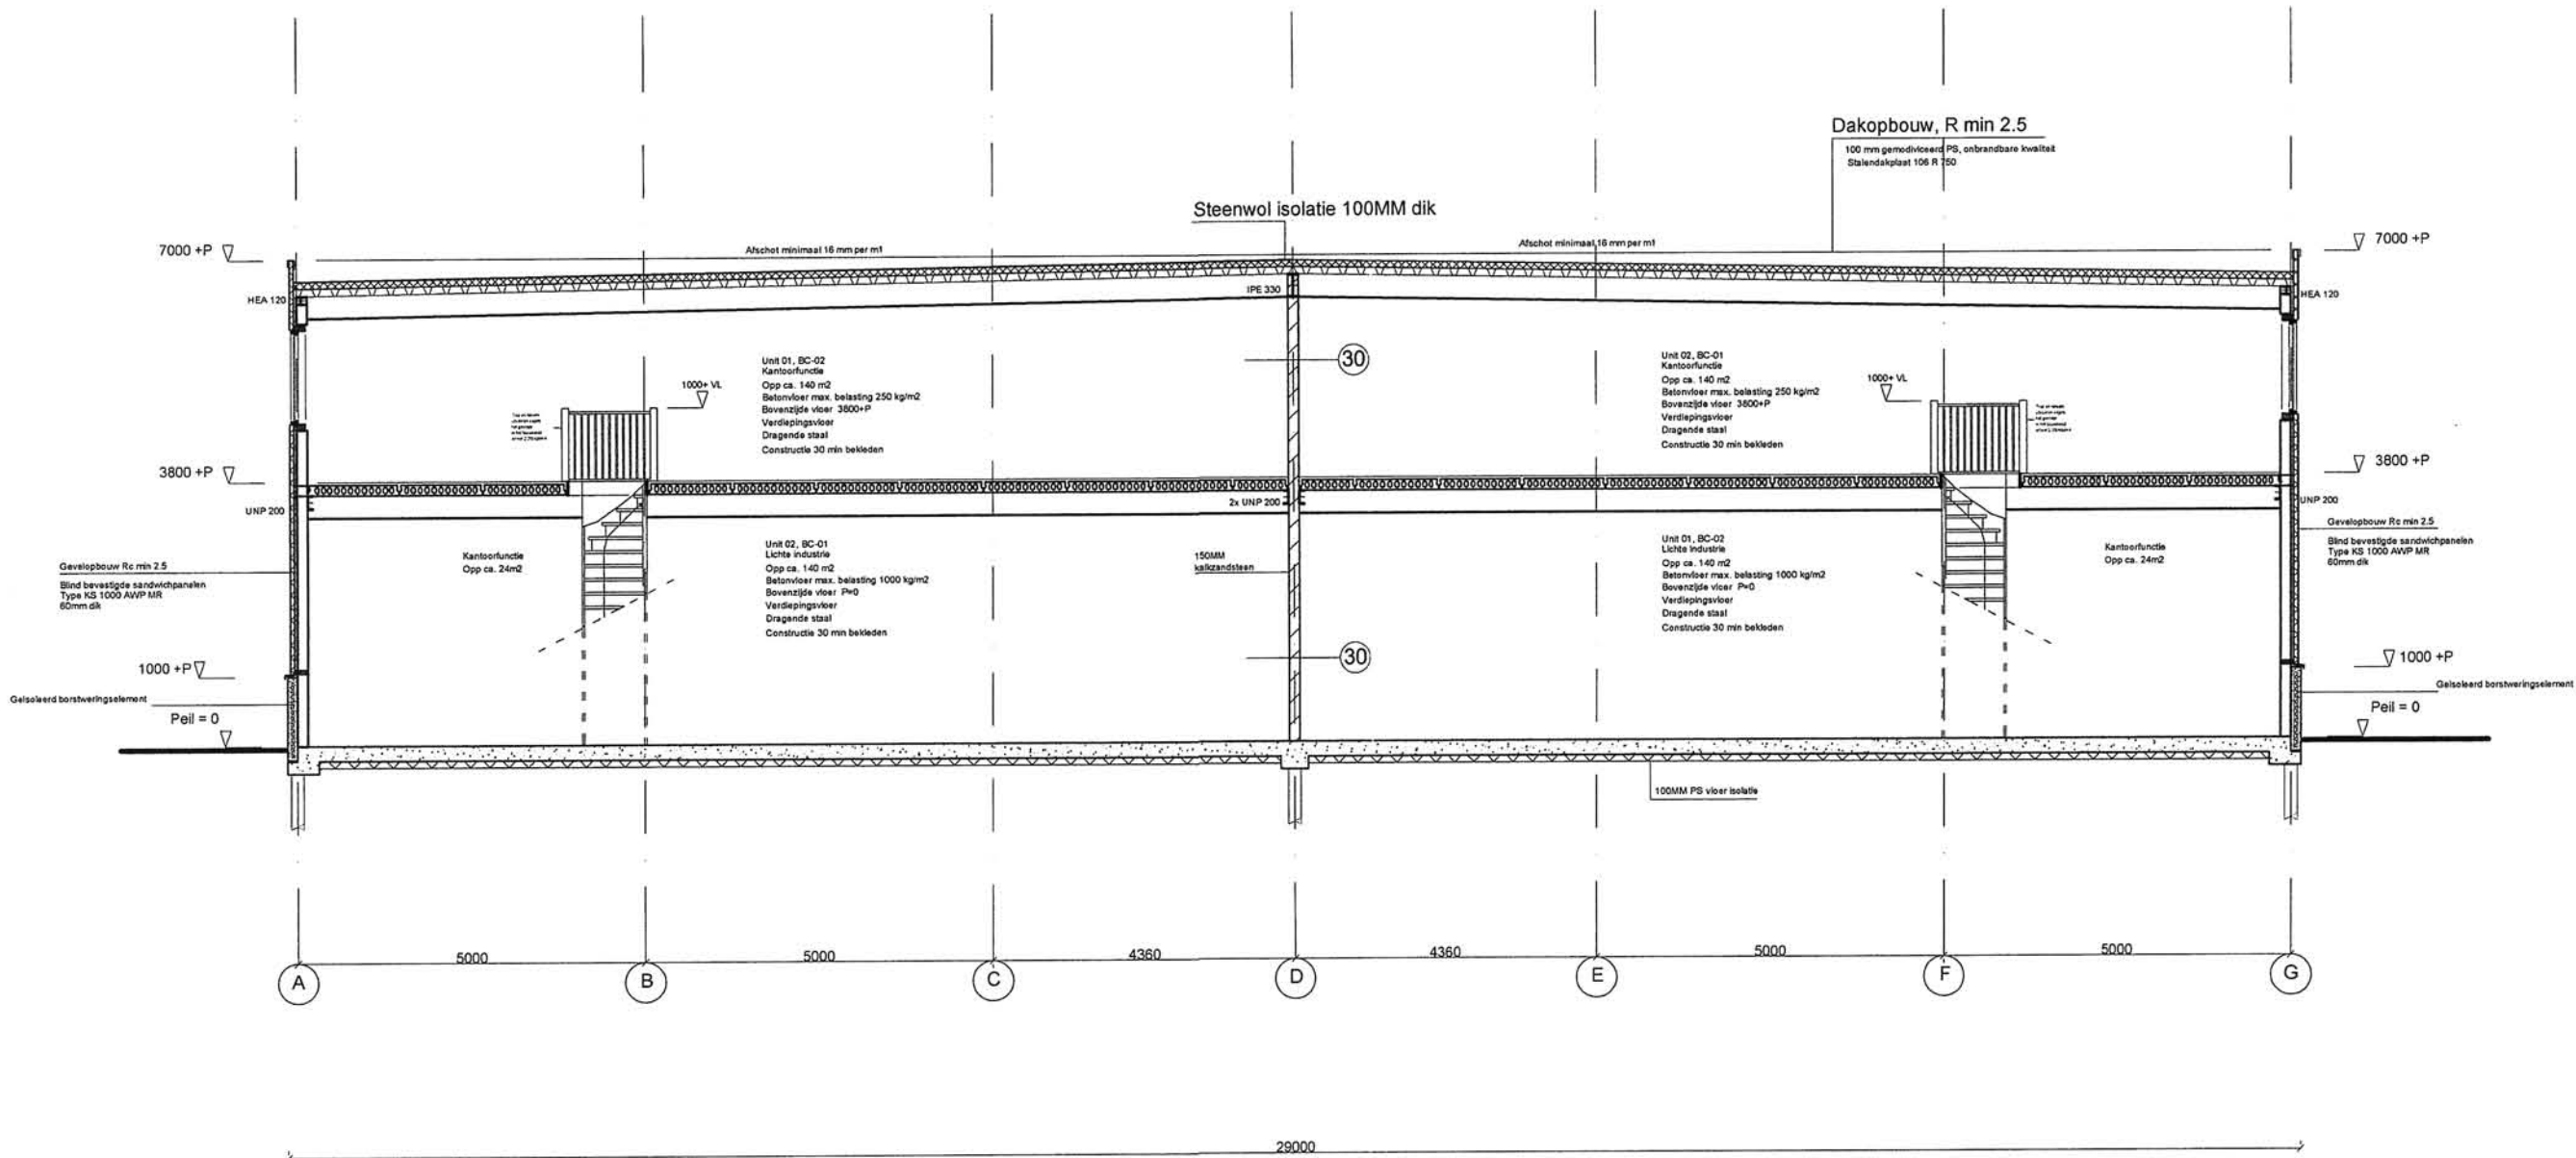 Dakopbouw, R min 2.5
100 mm gemodiviceerd PS, onbrandbare kwaliteit
Stalendakplaat 106 R 750
Steenwol isolatie 100MM dik
7000 +P
Afschot minimaal 16 mm per m1
Afschot minimaal 16 mm per m1
7000 +P
HEA 120
IPE 330
HEA 120
Unit 01, BC-02
Kantoorfunctie
Opp ca. 140 m2
Betonvloer max. belasting 250 kg/m2
Bovenzijde vloer 3800+P
Verdiepingsvloer
Dragende staal
Constructie 30 min bekleden
1000+ VL
30
Unit 02, BC-01
Kantoorfunctie
Opp ca. 140 m2
Betonvloer max. belasting 250 kg/m2
Bovenzijde vloer 3800+P
Verdiepingsvloer
Dragende staal
Constructie 30 min bekleden
1000+ VL
3800 +P
3800 +P
UNP 200
2x UNP 200
UNP 200
Gevelopbouw Rc min 2.5
Blind bevestigde sandwichpanelen
Type KS 1000 AWP MR
60mm dik
Kantoorfunctie
Opp ca. 24m2
Unit 02, BC-01
Lichte industrie
Opp ca. 140 m2
Betonvloer max. belasting 1000 kg/m2
Bovenzijde vloer P=0
Verdiepingsvloer
Dragende staal
Constructie 30 min bekleden
150MM
kalkzandsteen
30
Unit 01, BC-02
Lichte industrie
Opp ca. 140 m2
Betonvloer max. belasting 1000 kg/m2
Bovenzijde vloer P=0
Verdiepingsvloer
Dragende staal
Constructie 30 min bekleden
Kantoorfunctie
Opp ca. 24m2
Gevelopbouw Rc min 2.5
Blind bevestigde sandwichpanelen
Type KS 1000 AWP MR
60mm dik
1000 +P
1000 +P
Geisoleerd borstweringselement
Geisoleerd borstweringselement
Peil = 0
Peil = 0
100MM PS vloer isolatie
5000
5000
4360
4360
5000
5000
A
B
C
D
E
F
G
29000